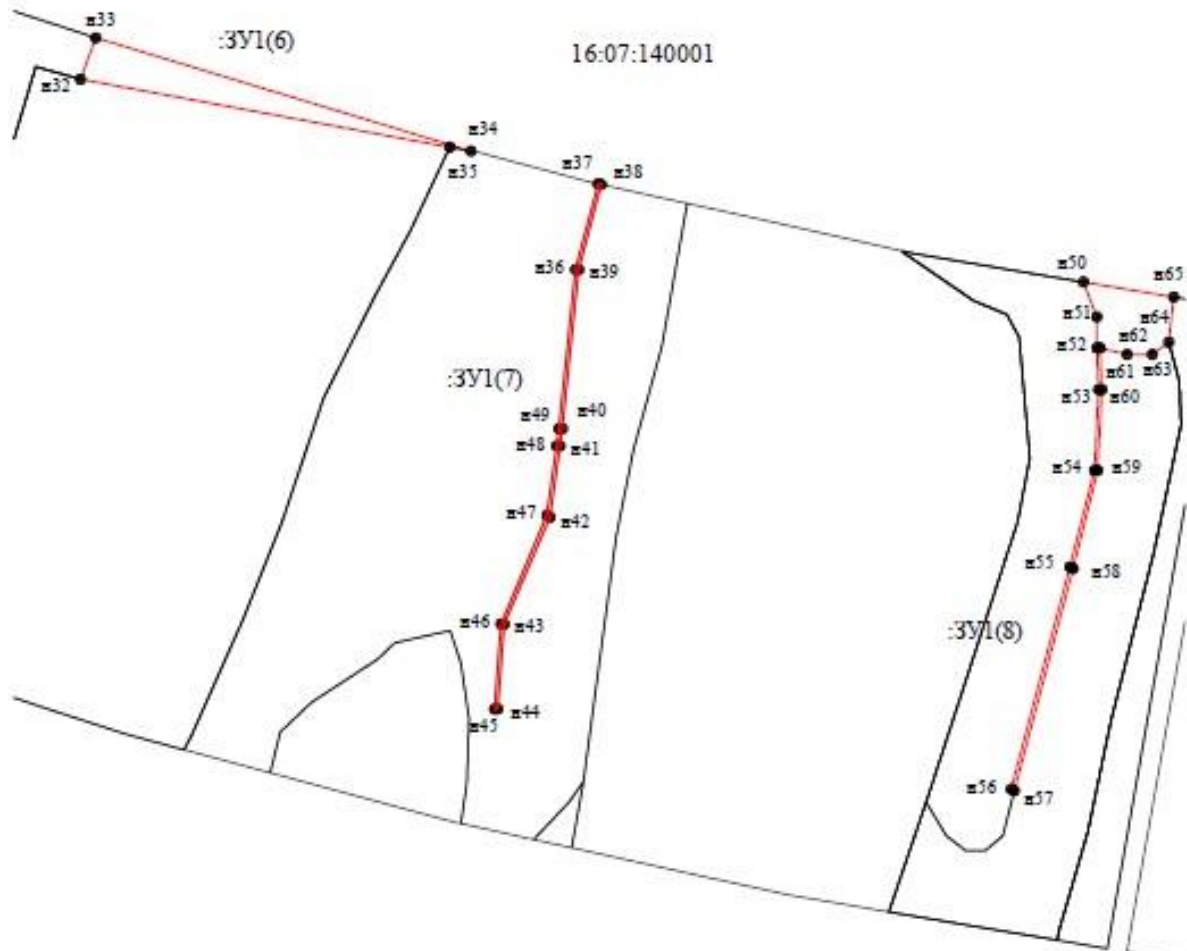 н33
:ЗУ1(6)
16:07:140001
н32
н34
н35
н37
н38
н36
н39
н50
н65
н51
н64
н52
н62
н61
н63
н53
н60
:ЗУ1(7)
н49
н40
н48
н41
н54
н59
н47
н42
н55
н58
н46
н43
:ЗУ1(8)
н45
н44
н56
н57